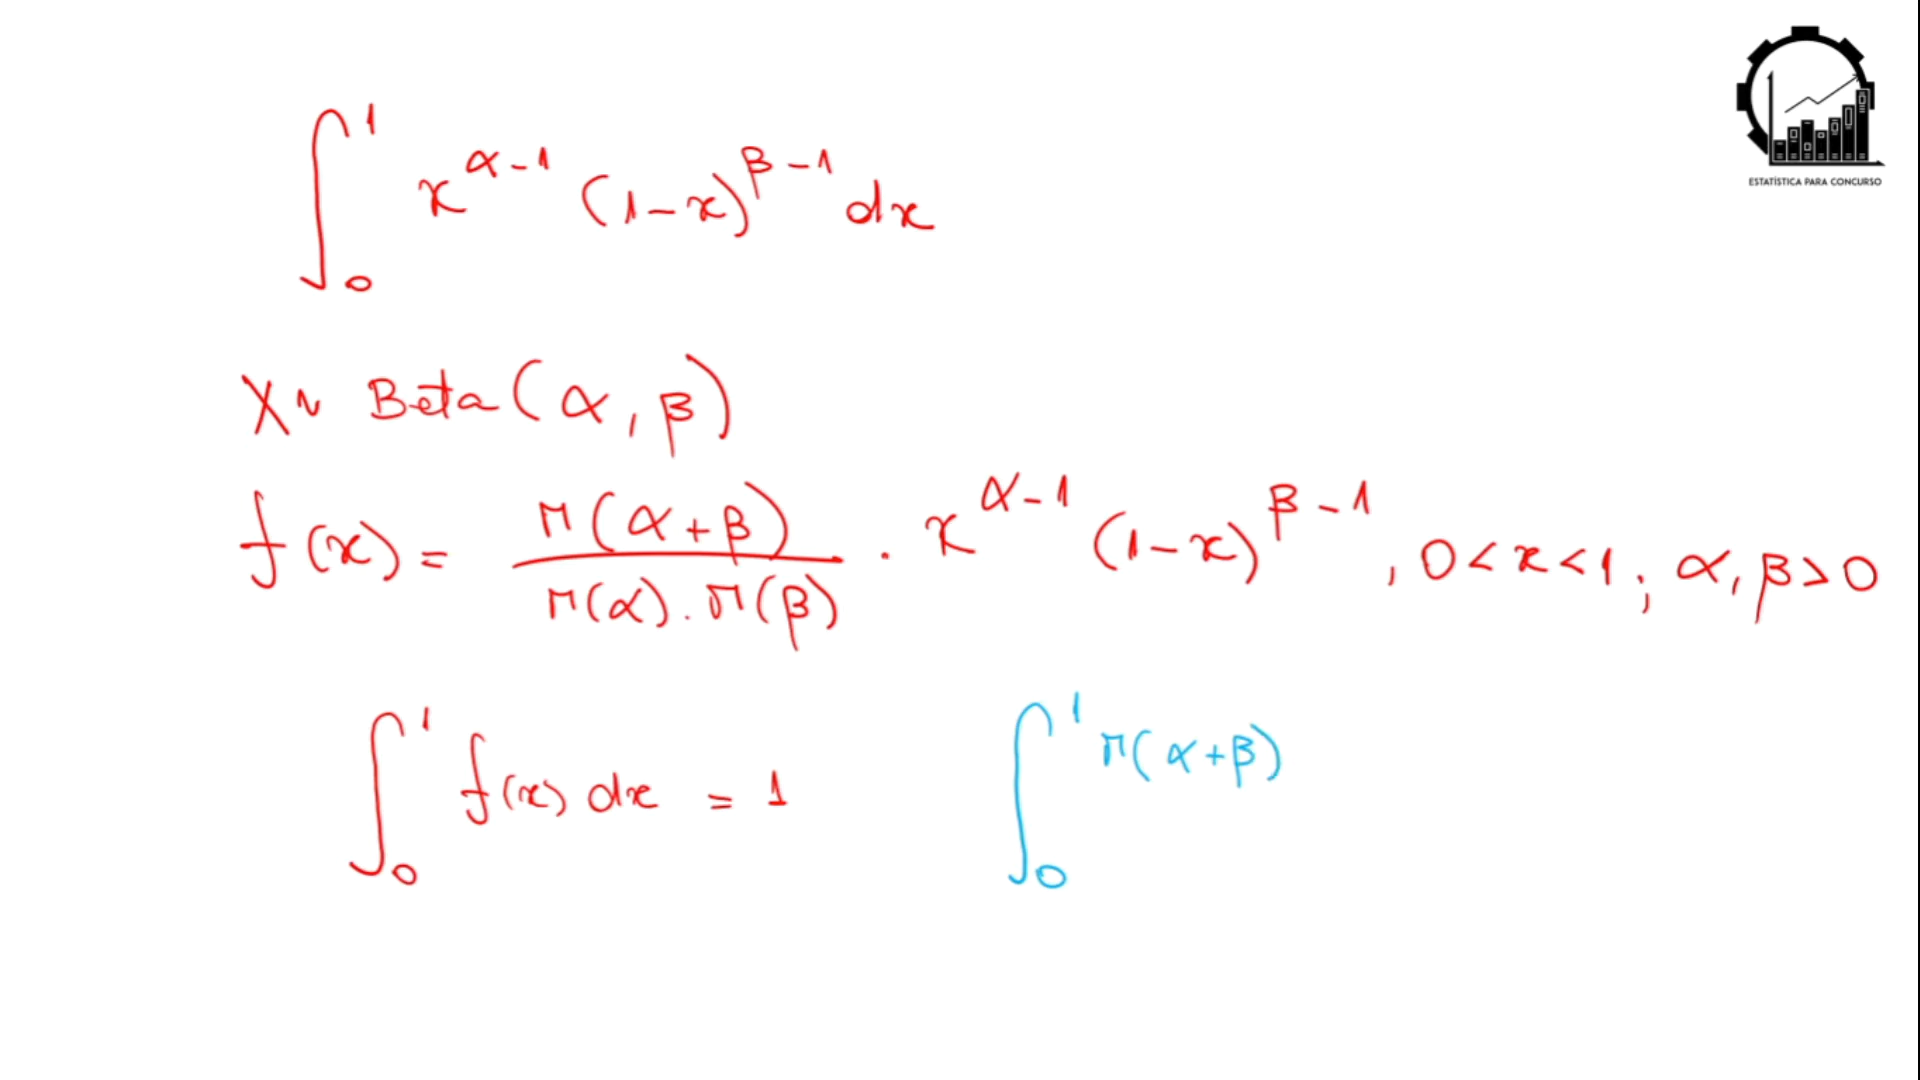 ∫₀¹ x^(α-1) (1-x)^(β-1) dx
ESTATÍSTICA PARA CONCURSO
X ~ Beta(α, β)
f(x) = Γ(α+β) / Γ(α).Γ(β) · x^(α-1) (1-x)^(β-1), 0<x<1; α, β>0
∫₀¹ f(x) dx = 1
∫₀¹ Γ(α+β)